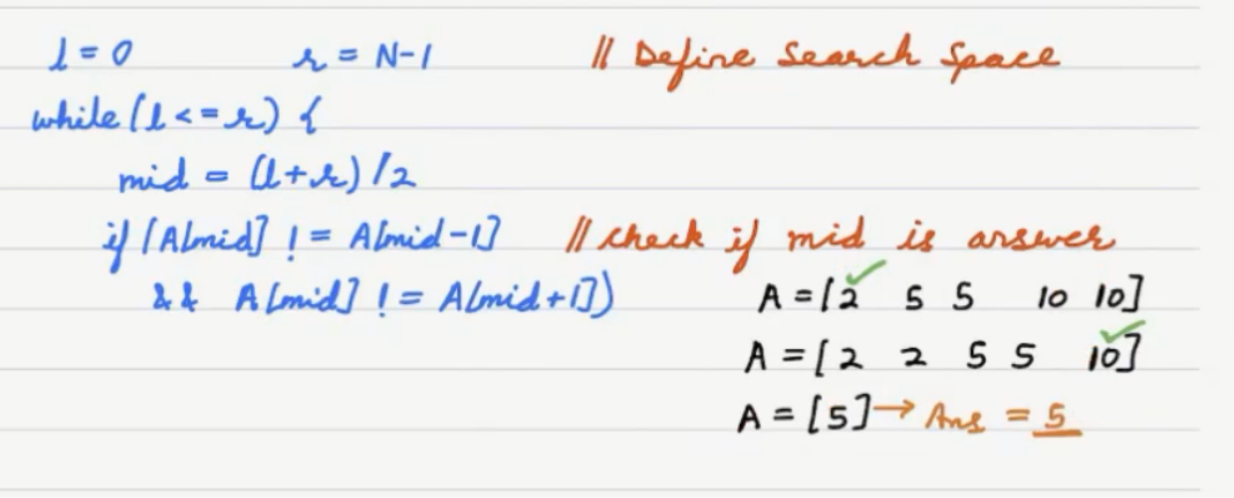 l = 0 r = N-1 // Define Search Space
while (l <= r) {
mid = (l+r) /2
if (A[mid] != A[mid-1] // check if mid is answer
&& A[mid] != A[mid+1])
A = [2 5 5 10 10]
A = [2 2 5 5 10]
A = [5] → Ans = 5